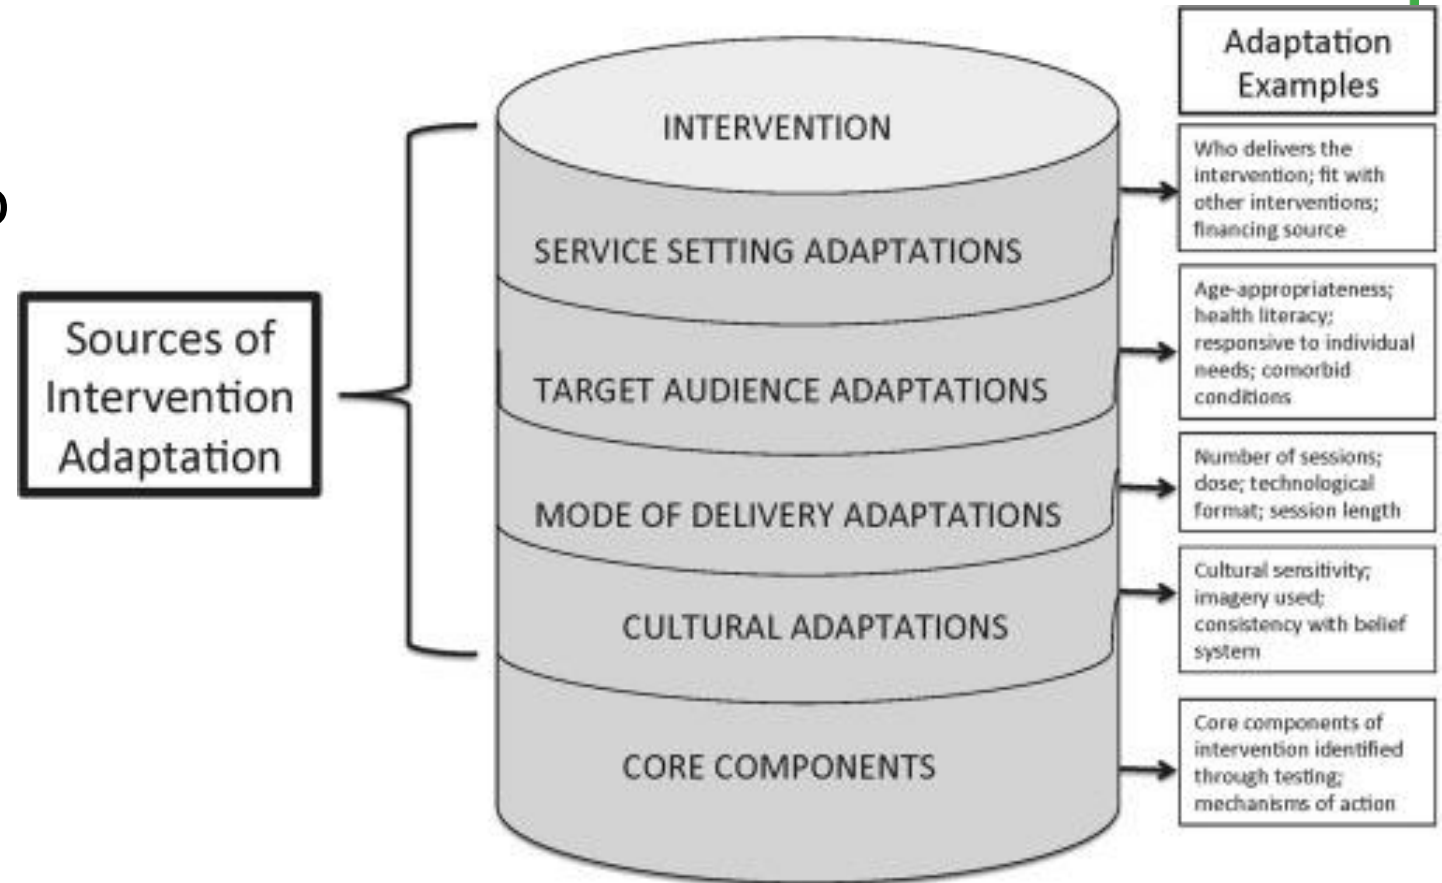 Adaptation
Examples
INTERVENTION
Who delivers the
intervention; fit with
other interventions;
financing source
SERVICE SETTING ADAPTATIONS
Sources of
Intervention
Adaptation
Age-appropriateness;
health literacy;
responsive to individual
needs; comorbid
conditions
TARGET AUDIENCE ADAPTATIONS
Number of sessions;
dose; technological
format; session length
MODE OF DELIVERY ADAPTATIONS
Cultural sensitivity;
imagery used;
consistency with belief
system
CULTURAL ADAPTATIONS
Core components of
intervention identified
through testing;
mechanisms of action
CORE COMPONENTS